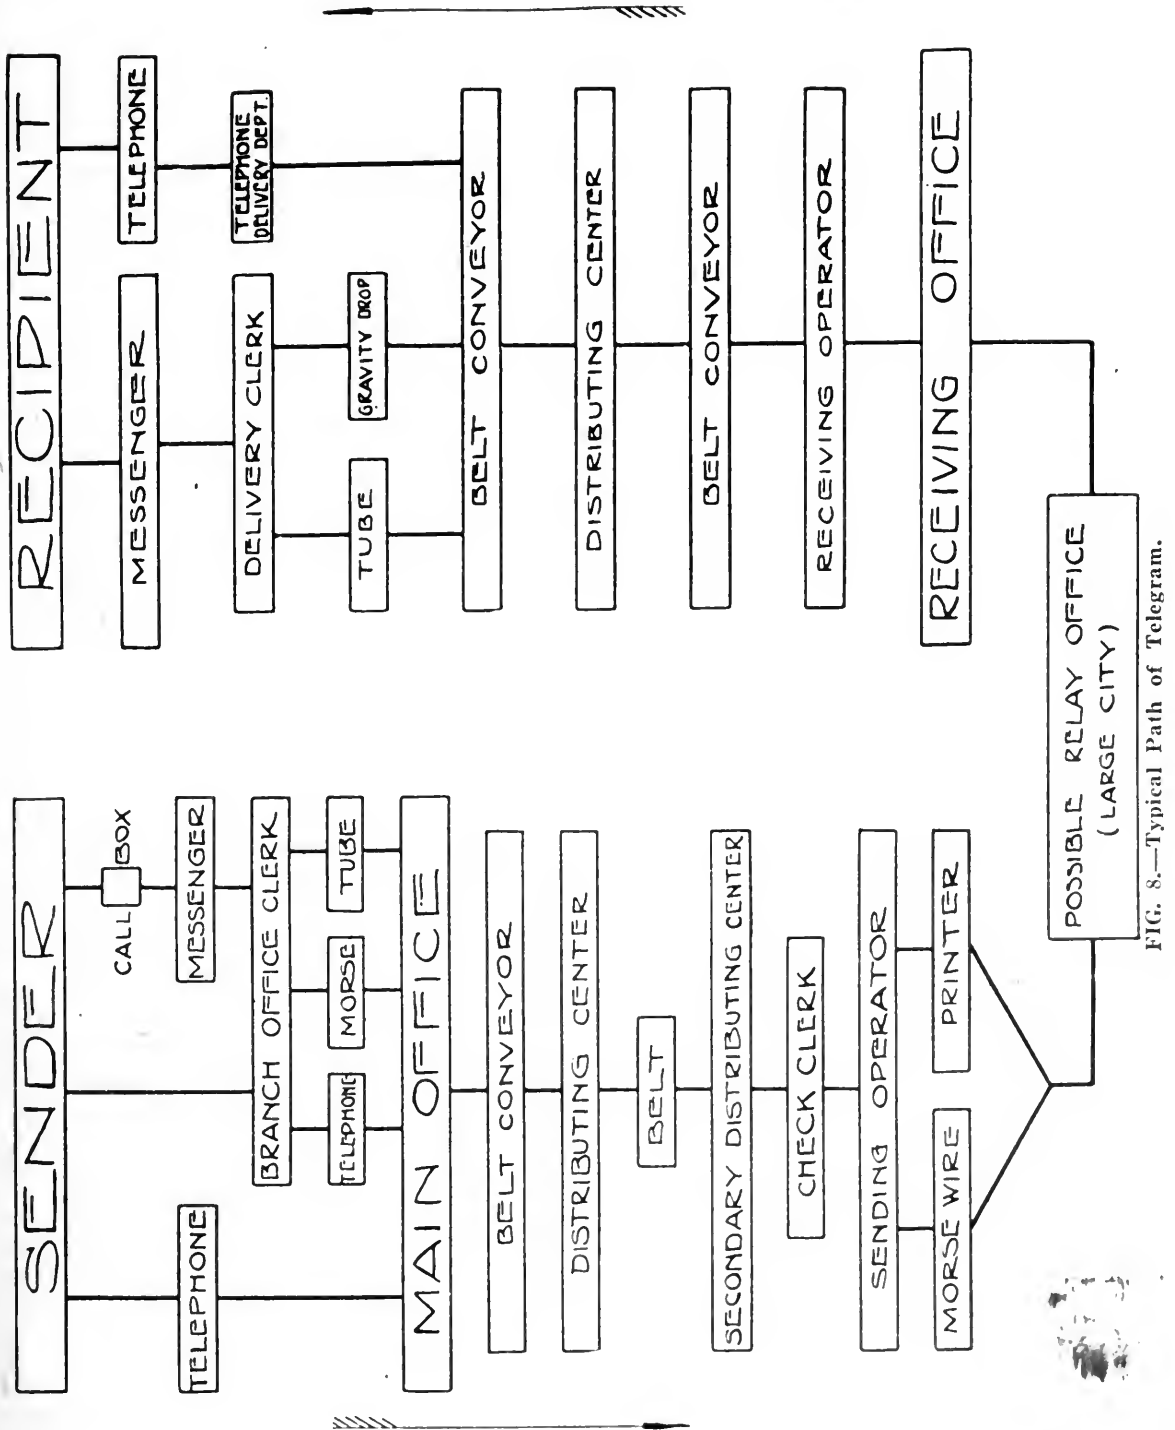 SENDER
CALL BOX
TELEPHONE
MESSENGER
BRANCH OFFICE CLERK
TELEPHONE
MORSE
TUBE
MAIN OFFICE
BELT CONVEYOR
DISTRIBUTING CENTER
BELT
SECONDARY DISTRIBUTING CENTER
CHECK CLERK
SENDING OPERATOR
MORSE WIRE
PRINTER
POSSIBLE RELAY OFFICE
(LARGE CITY)
RECIPIENT
MESSENGER
TELEPHONE
DELIVERY CLERK
TELEPHONE
DELIVERY DEPT.
TUBE
GRAVITY DROP
BELT CONVEYOR
DISTRIBUTING CENTER
BELT CONVEYOR
RECEIVING OPERATOR
RECEIVING OFFICE
FIG. 8.—Typical Path of Telegram.